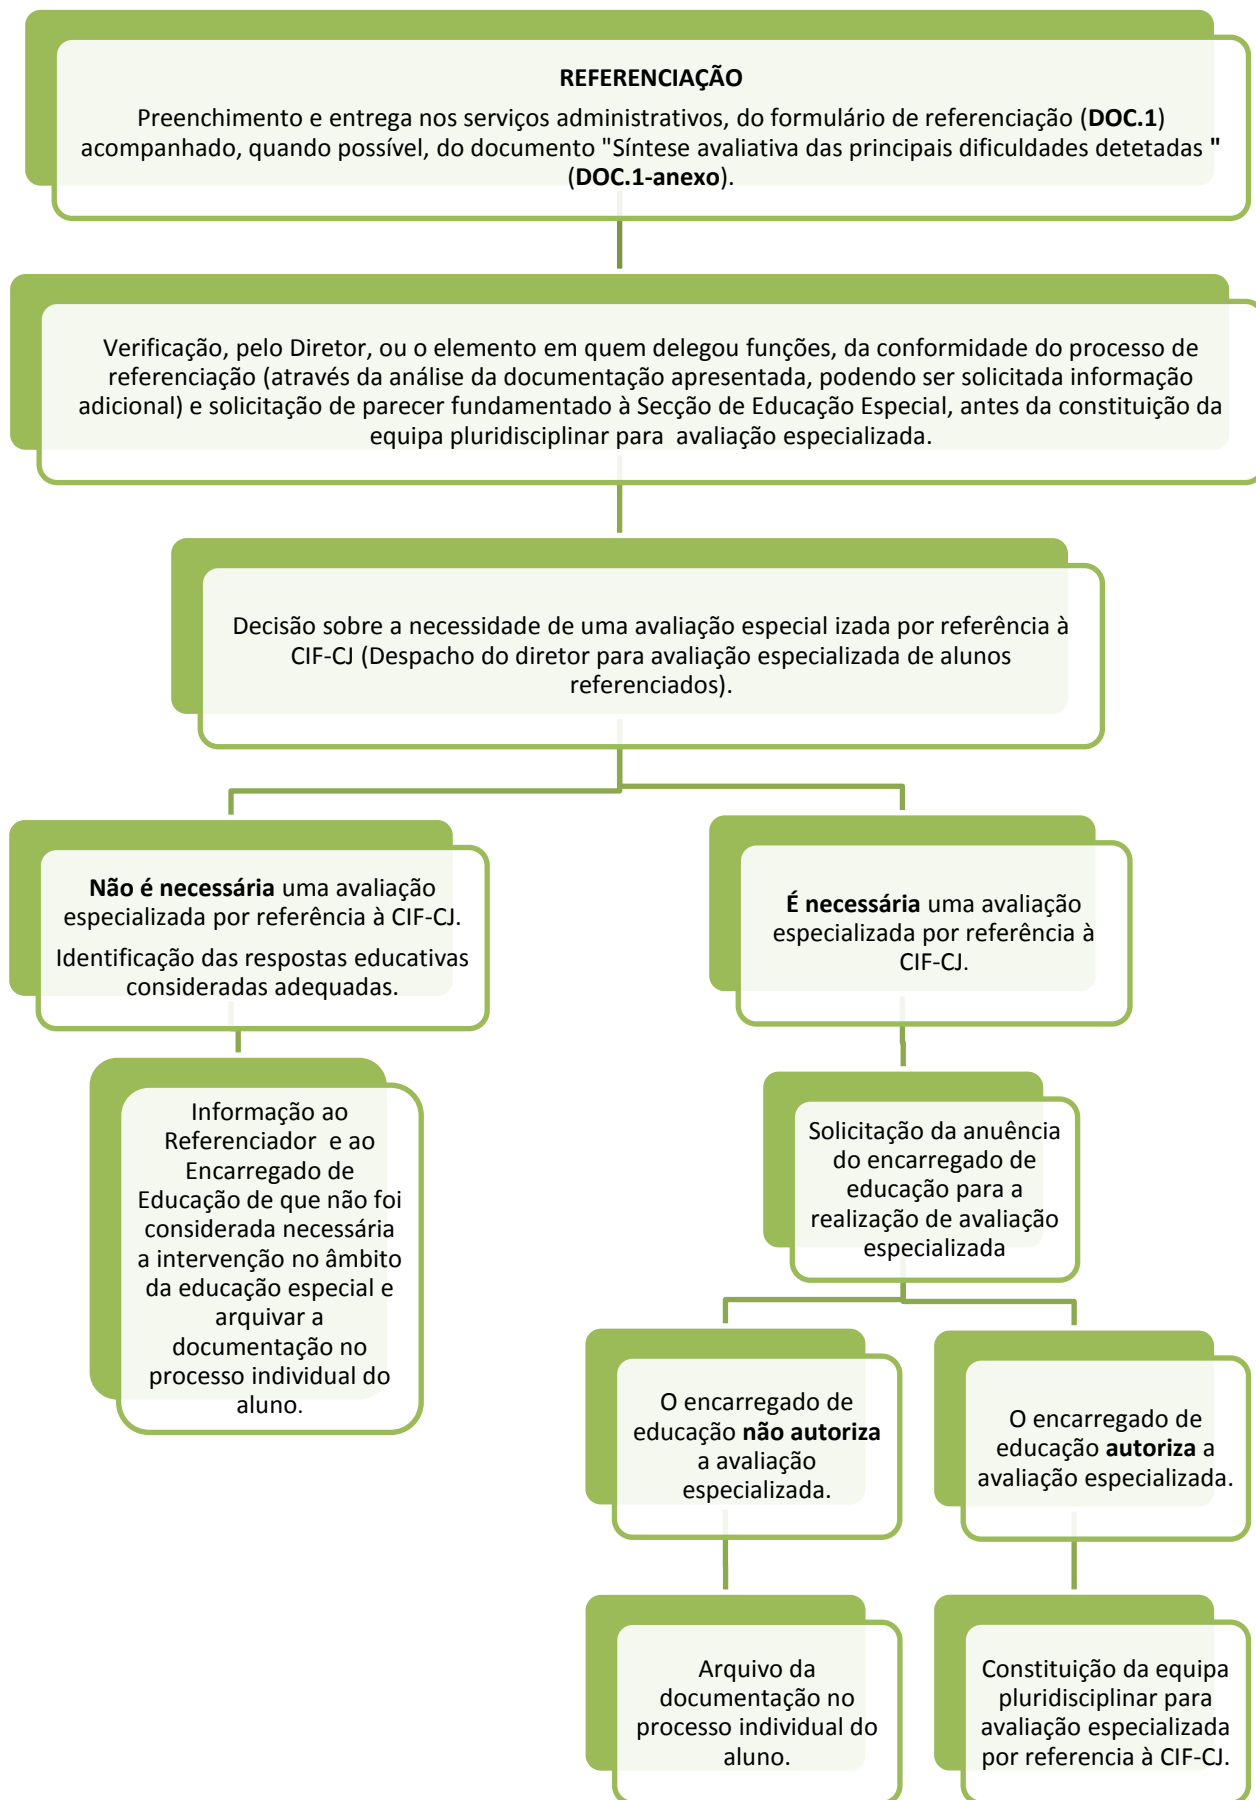 REFERENCIAÇÃO
Preenchimento e entrega nos serviços administrativos, do formulário de referenciação (DOC.1)
acompanhado, quando possível, do documento "Síntese avaliativa das principais dificuldades detetadas "
(DOC.1-anexo).
Verificação, pelo Diretor, ou o elemento em quem delegou funções, da conformidade do processo de
referenciação (através da análise da documentação apresentada, podendo ser solicitada informação
adicional) e solicitação de parecer fundamentado à Secção de Educação Especial, antes da constituição da
equipa pluridisciplinar para  avaliação especializada.
Decisão sobre a necessidade de uma avaliação especial izada por referência à
CIF-CJ (Despacho do diretor para avaliação especializada de alunos
referenciados).
Não é necessária uma avaliação
especializada por referência à CIF-CJ.
Identificação das respostas educativas
consideradas adequadas.
Informação ao
Referenciador  e ao
Encarregado de
Educação de que não foi
considerada necessária
a intervenção no âmbito
da educação especial e
arquivar a
documentação no
processo individual do
aluno.
É necessária uma avaliação
especializada por referência à
CIF-CJ.
Solicitação da anuência
do encarregado de
educação para a
realização de avaliação
especializada
O encarregado de
educação não autoriza
a avaliação
especializada.
Arquivo da
documentação no
processo individual do
aluno.
O encarregado de
educação autoriza a
avaliação especializada.
Constituição da equipa
pluridisciplinar para
avaliação especializada
por referencia à CIF-CJ.